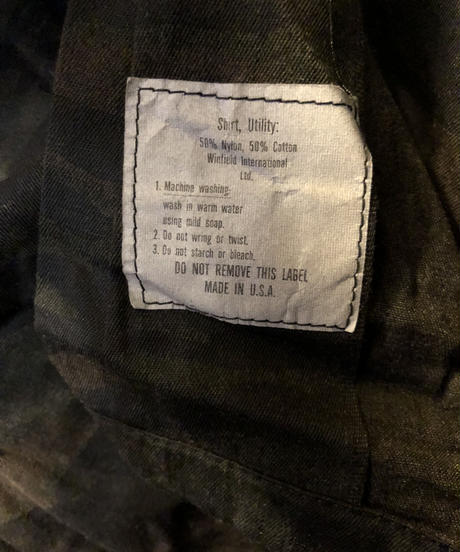 Shirt, Utility:
50% Nylon, 50% Cotton
Winfield International
Ltd.
1. Machine washing:
wash in warm water
using mild soap.
2. Do not wring or twist.
3. Do not starch or bleach.
DO NOT REMOVE THIS LABEL
MADE IN U.S.A.